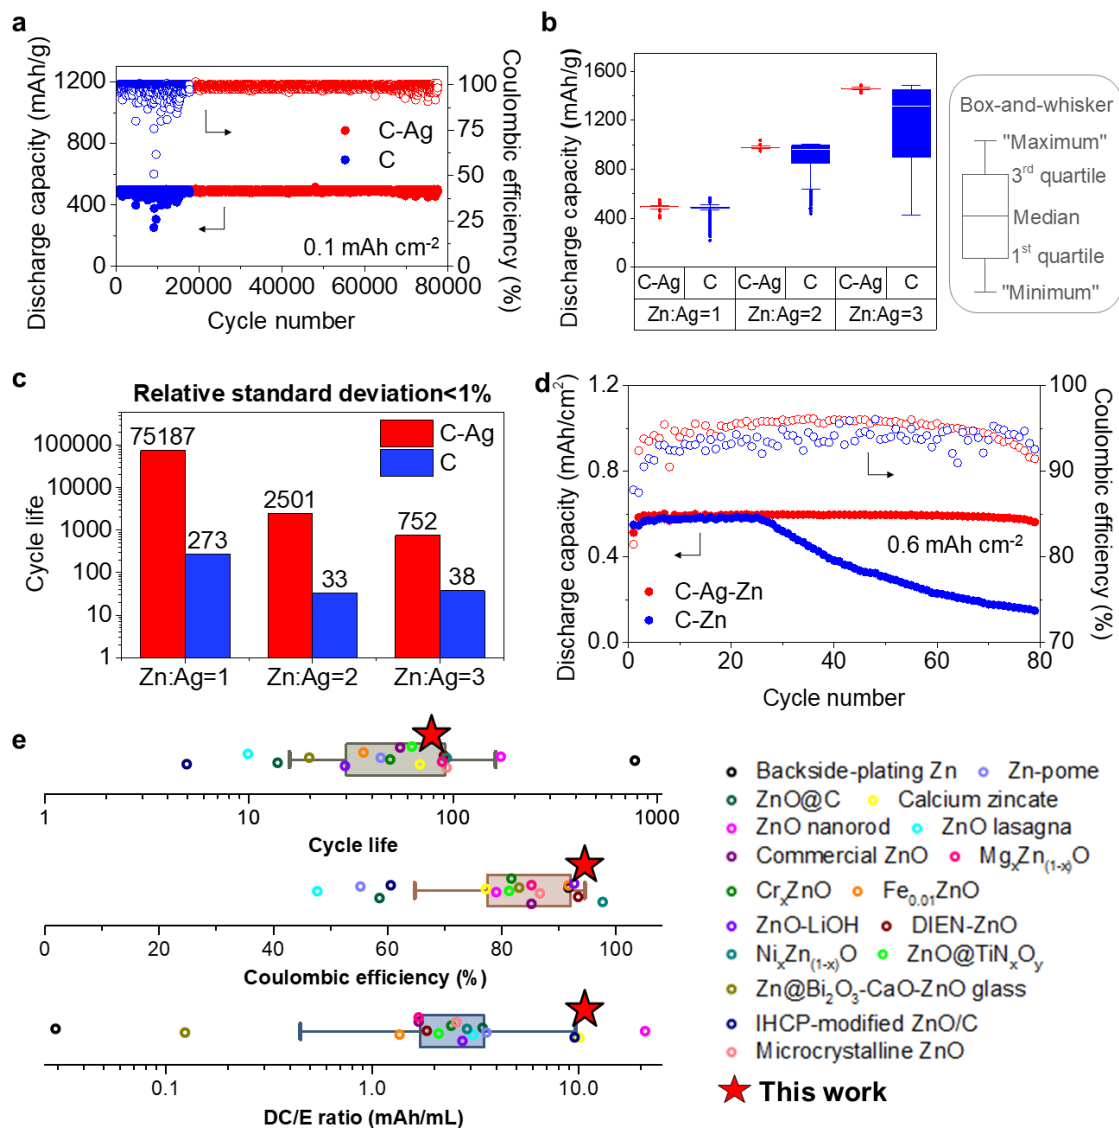 a
Discharge capacity (mAh/g)
1200
800
400
0
100
75
50
25
0
Coulombic efficiency (%)
C-Ag
C
0.1 mAh cm-2
0
20000
40000
60000
80000
Cycle number
b
Discharge capacity (mAh/g)
1600
1200
800
400
0
C-Ag
C
C-Ag
C
C-Ag
C
Zn:Ag=1
Zn:Ag=2
Zn:Ag=3
Box-and-whisker
"Maximum"
3rd quartile
Median
1st quartile
"Minimum"
c
Relative standard deviation<1%
Cycle life
100000
10000
1000
100
10
1
75187
273
2501
33
752
38
C-Ag
C
Zn:Ag=1
Zn:Ag=2
Zn:Ag=3
d
Discharge capacity (mAh/cm2)
1.2
0.9
0.6
0.4
0.0
100
90
80
70
Coulombic efficiency (%)
0.6 mAh cm-2
C-Ag-Zn
C-Zn
0
20
40
60
80
Cycle number
e
1
10
100
1000
Cycle life
0
20
40
60
80
100
Coulombic efficiency (%)
0.1
1.0
10.0
DC/E ratio (mAh/mL)
Backside-plating Zn
Zn-pome
ZnO@C
Calcium zincate
ZnO nanorod
ZnO lasagna
Commercial ZnO
MgxZn(1-x)O
CrxZnO
Fe0.01ZnO
ZnO-LiOH
DIEN-ZnO
NixZn(1-x)O
ZnO@TiNxOy
Zn@Bi2O3-CaO-ZnO glass
IHCP-modified ZnO/C
Microcrystalline ZnO
This work